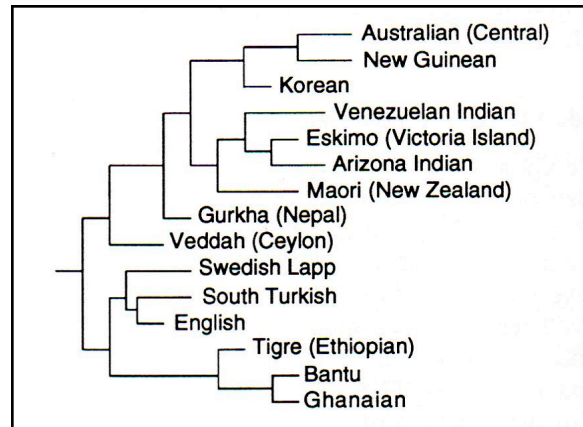 Australian (Central)
New Guinean
Korean
Venezuelan Indian
Eskimo (Victoria Island)
Arizona Indian
Maori (New Zealand)
Gurkha (Nepal)
Veddah (Ceylon)
Swedish Lapp
South Turkish
English
Tigre (Ethiopian)
Bantu
Ghanaian